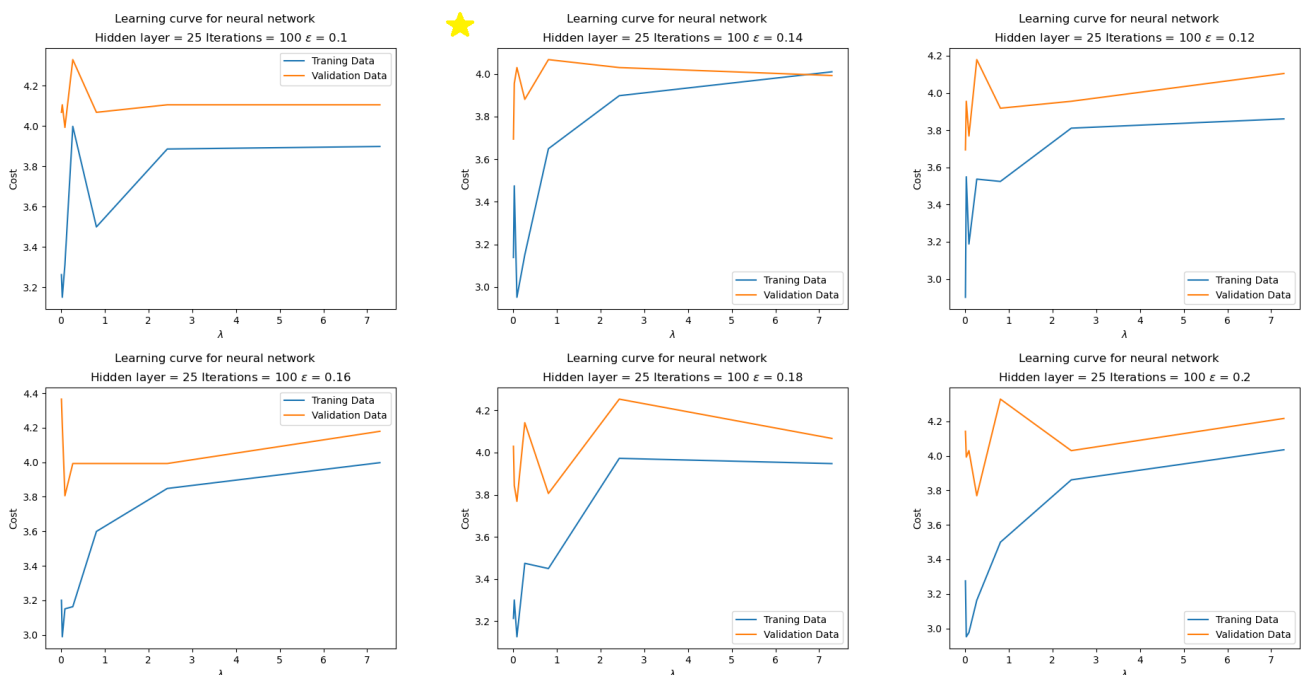 Learning curve for neural network
Hidden layer = 25 Iterations = 100 ε = 0.1
Traning Data
Validation Data
Cost
4.2
4.0
3.8
3.6
3.4
3.2
0 1 2 3 4 5 6 7
λ
Learning curve for neural network
Hidden layer = 25 Iterations = 100 ε = 0.14
Traning Data
Validation Data
Cost
4.0
3.8
3.6
3.4
3.2
3.0
0 1 2 3 4 5 6 7
λ
Learning curve for neural network
Hidden layer = 25 Iterations = 100 ε = 0.12
Traning Data
Validation Data
Cost
4.2
4.0
3.8
3.6
3.4
3.2
3.0
0 1 2 3 4 5 6 7
λ
Learning curve for neural network
Hidden layer = 25 Iterations = 100 ε = 0.16
Traning Data
Validation Data
Cost
4.4
4.2
4.0
3.8
3.6
3.4
3.2
3.0
0 1 2 3 4 5 6 7
λ
Learning curve for neural network
Hidden layer = 25 Iterations = 100 ε = 0.18
Traning Data
Validation Data
Cost
4.2
4.0
3.8
3.6
3.4
3.2
0 1 2 3 4 5 6 7
λ
Learning curve for neural network
Hidden layer = 25 Iterations = 100 ε = 0.2
Traning Data
Validation Data
Cost
4.2
4.0
3.8
3.6
3.4
3.2
3.0
0 1 2 3 4 5 6 7
λ